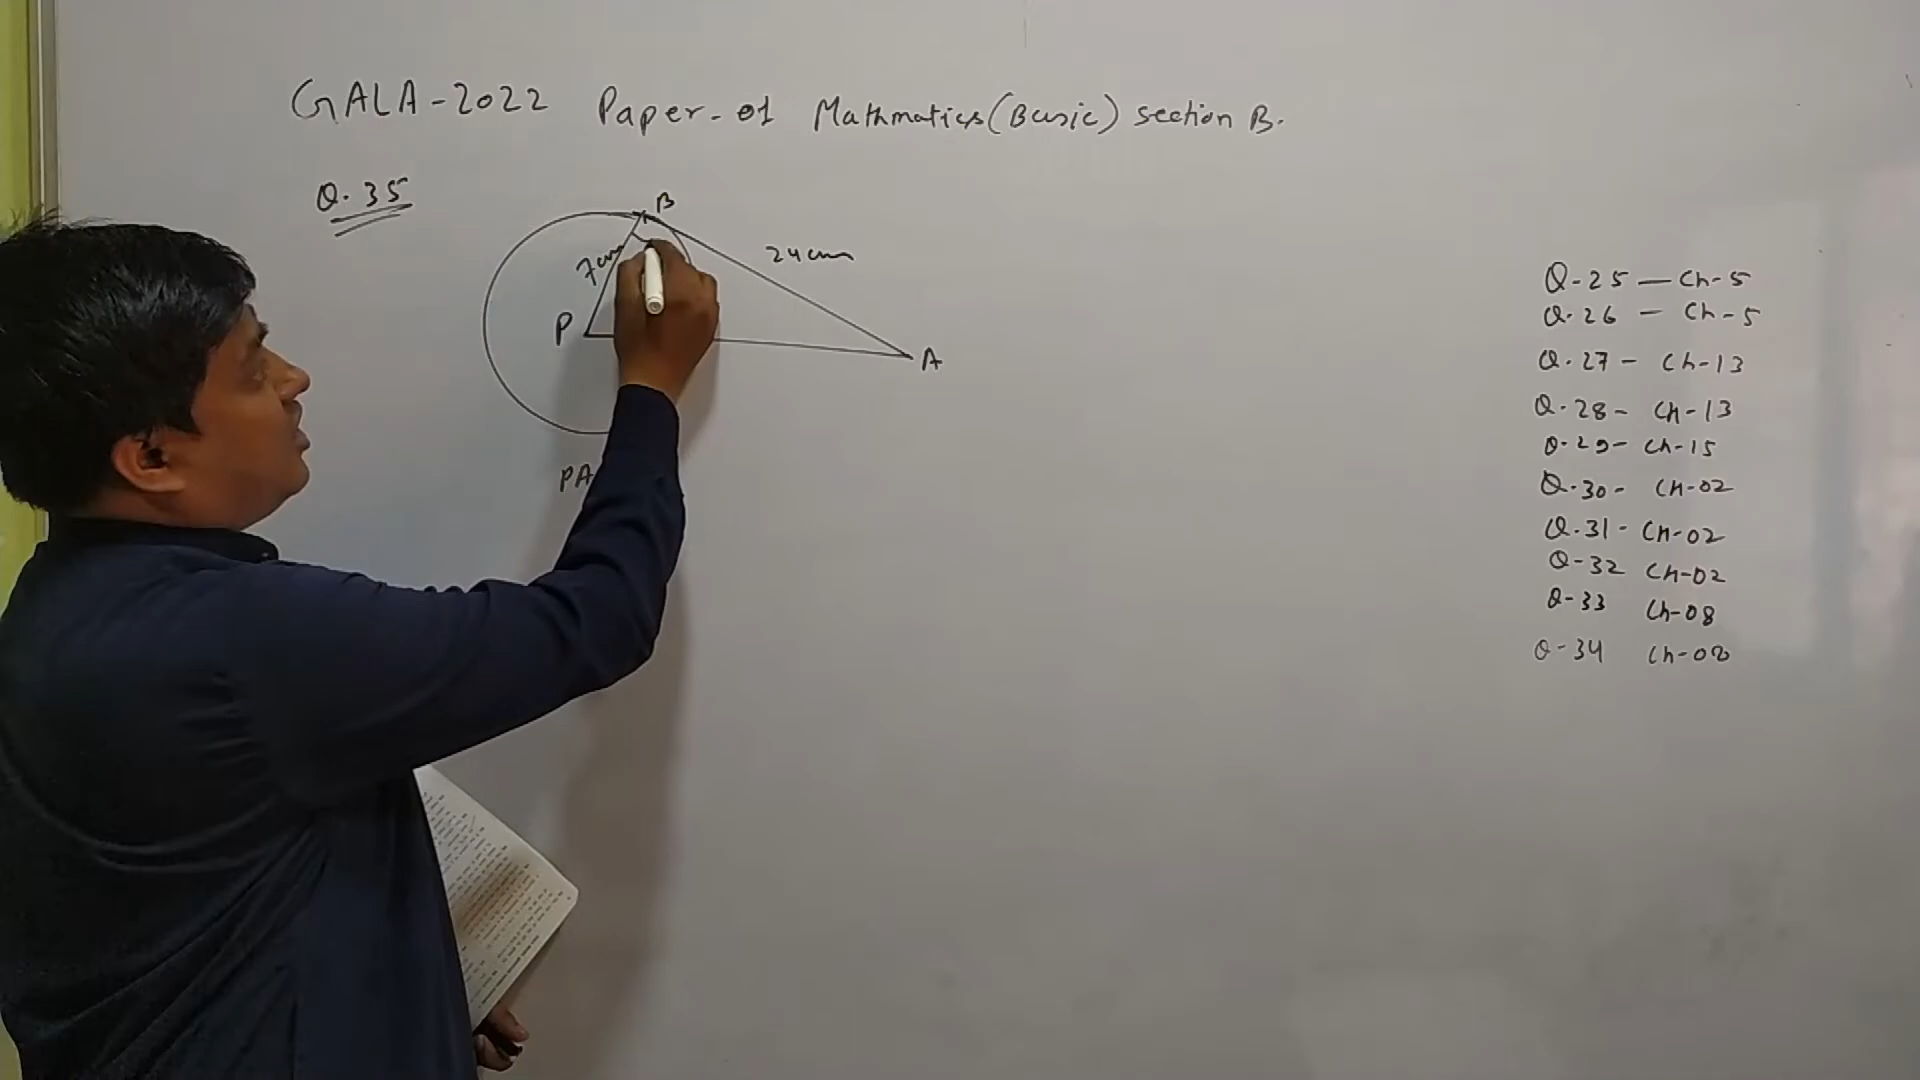 GALA-2022 Paper-01 Mathmatics (Basic) section B.
Q.35
B
7cm
24cm
P
A
PA
Q-25 — Ch-5
Q.26 — Ch-5
Q.27 - Ch-13
Q.28 - Ch-13
Q.29 - Ch-15
Q.30 - Ch-02
Q.31 - Ch-02
Q-32 Ch-02
Q-33 Ch-08
Q-34